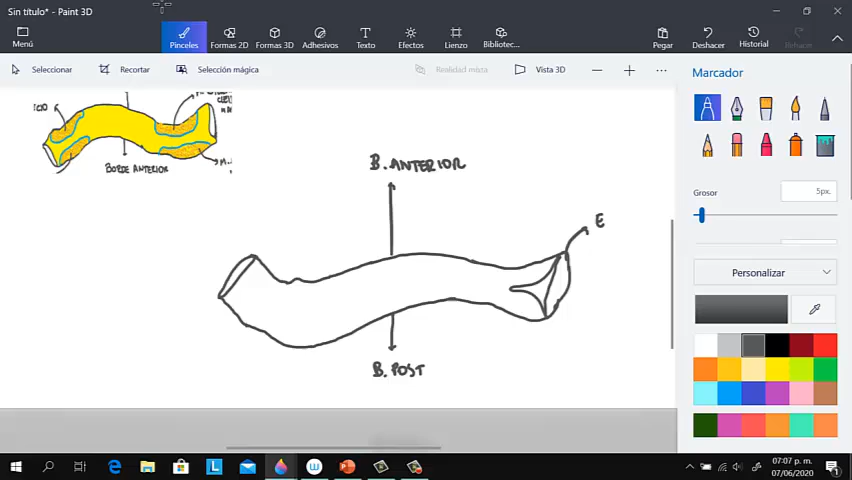 Sin título* - Paint 3D
Menú
Pinceles
Formas 2D
Formas 3D
Adhesivos
Texto
Efectos
Lienzo
Bibliotec...
Pegar
Deshacer
Historial
Rehacer
Seleccionar
Recortar
Selección mágica
Realidad mixta
Vista 3D
Marcador
Grosor
5px.
Personalizar
BORDE ANTERIOR
B. ANTERIOR
E
B. POST
07:07 p. m.
07/06/2020